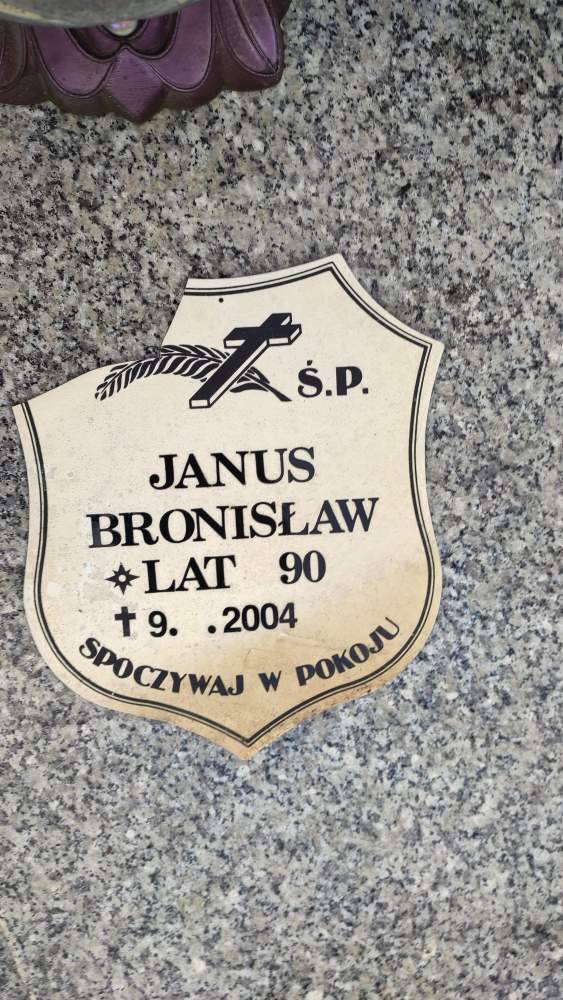 Ś.P.
JANUS
BRONISŁAW
LAT 90
9. .2004
SPOCZYWAJ W POKOJU